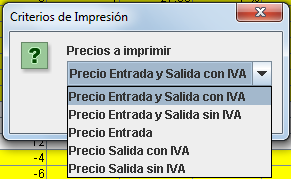 Criterios de Impresión
Precios a imprimir
Precio Entrada y Salida con IVA
Precio Entrada y Salida con IVA
Precio Entrada y Salida sin IVA
Precio Entrada
Precio Salida con IVA
Precio Salida sin IVA
12
-4
-6